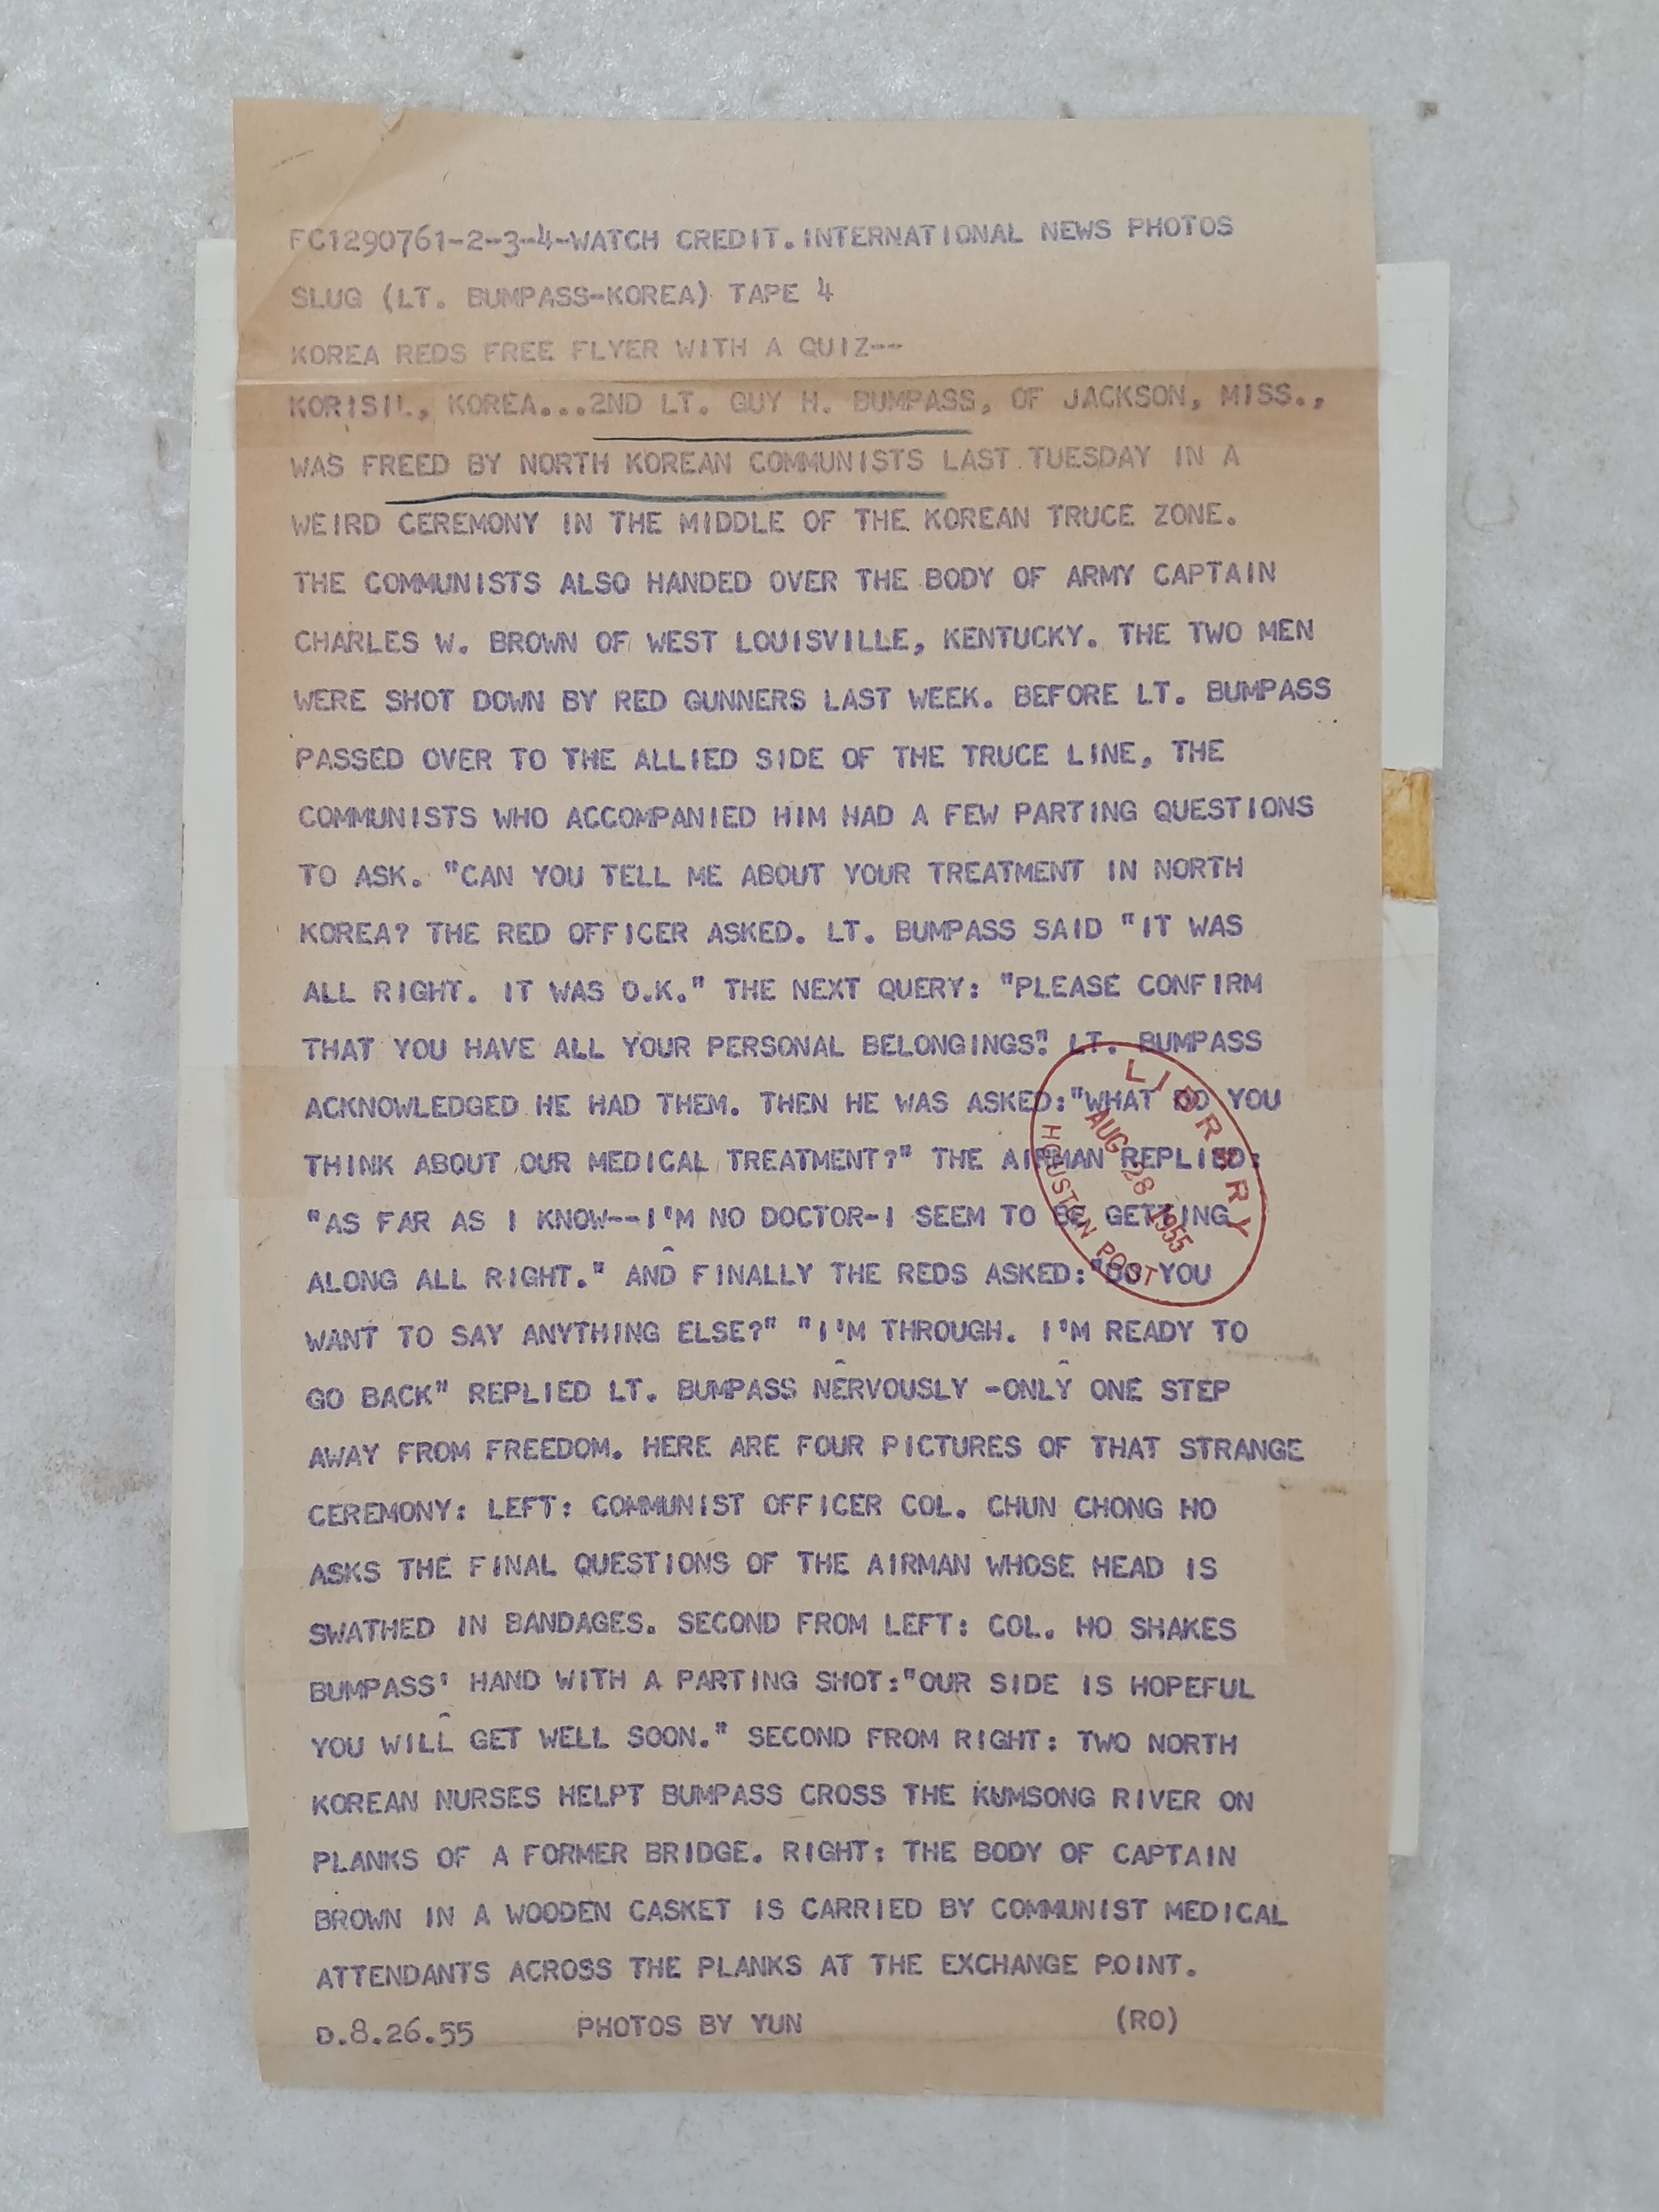 FC1290761-2-3-4-WATCH CREDIT.INTERNATIONAL NEWS PHOTOS
SLUG (LT. BUMPASS-KOREA) TAPE 4
KOREA REDS FREE FLYER WITH A QUIZ--
KORISIL, KOREA...2ND LT. GUY H. BUMPASS, OF JACKSON, MISS.,
WAS FREED BY NORTH KOREAN COMMUNISTS LAST TUESDAY IN A
WEIRD CEREMONY IN THE MIDDLE OF THE KOREAN TRUCE ZONE.
THE COMMUNISTS ALSO HANDED OVER THE BODY OF ARMY CAPTAIN
CHARLES W. BROWN OF WEST LOUISVILLE, KENTUCKY. THE TWO MEN
WERE SHOT DOWN BY RED GUNNERS LAST WEEK. BEFORE LT. BUMPASS
PASSED OVER TO THE ALLIED SIDE OF THE TRUCE LINE, THE
COMMUNISTS WHO ACCOMPANIED HIM HAD A FEW PARTING QUESTIONS
TO ASK. "CAN YOU TELL ME ABOUT YOUR TREATMENT IN NORTH
KOREA? THE RED OFFICER ASKED. LT. BUMPASS SAID "IT WAS
ALL RIGHT. IT WAS O.K." THE NEXT QUERY: "PLEASE CONFIRM
THAT YOU HAVE ALL YOUR PERSONAL BELONGINGS". LT. BUMPASS
ACKNOWLEDGED HE HAD THEM. THEN HE WAS ASKED:"WHAT DO YOU
THINK ABOUT OUR MEDICAL TREATMENT?" THE AIRMAN REPLIED:
"AS FAR AS I KNOW--I'M NO DOCTOR-I SEEM TO BE GETTING
ALONG ALL RIGHT." AND FINALLY THE REDS ASKED:"DO YOU
WANT TO SAY ANYTHING ELSE?" "I'M THROUGH. I'M READY TO
GO BACK" REPLIED LT. BUMPASS NERVOUSLY -ONLY ONE STEP
AWAY FROM FREEDOM. HERE ARE FOUR PICTURES OF THAT STRANGE
CEREMONY: LEFT: COMMUNIST OFFICER COL. CHUN CHONG HO
ASKS THE FINAL QUESTIONS OF THE AIRMAN WHOSE HEAD IS
SWATHED IN BANDAGES. SECOND FROM LEFT: COL. HO SHAKES
BUMPASS' HAND WITH A PARTING SHOT:"OUR SIDE IS HOPEFUL
YOU WILL GET WELL SOON." SECOND FROM RIGHT: TWO NORTH
KOREAN NURSES HELPT BUMPASS CROSS THE KUMSONG RIVER ON
PLANKS OF A FORMER BRIDGE. RIGHT: THE BODY OF CAPTAIN
BROWN IN A WOODEN CASKET IS CARRIED BY COMMUNIST MEDICAL
ATTENDANTS ACROSS THE PLANKS AT THE EXCHANGE POINT.
D.8.26.55 PHOTOS BY YUN (RO)
LIBRARY
AUG 28 1955
HOUSTON POST